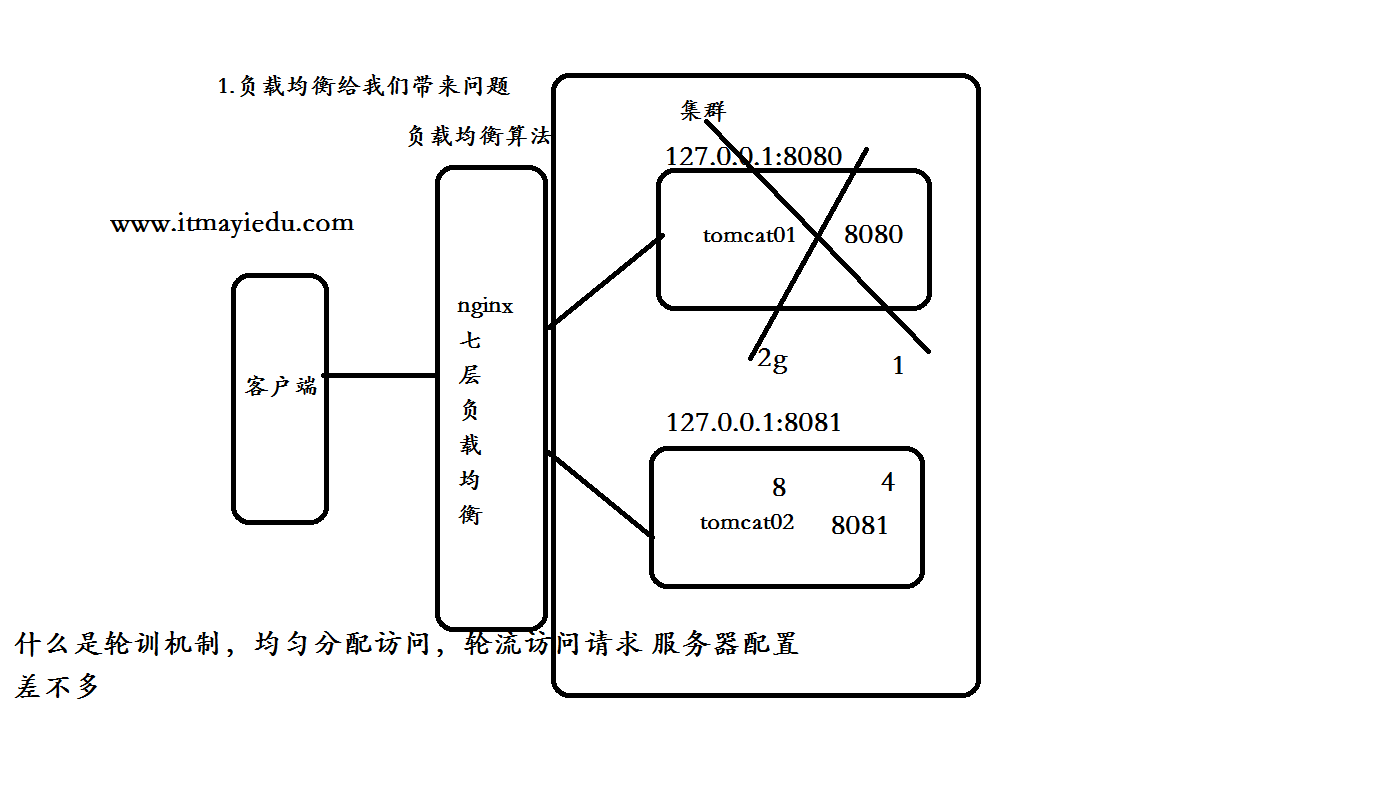 1.负载均衡给我们带来问题
负载均衡算法
集群
127.0.0.1:8080
www.itmayiedu.com
tomcat01
8080
nginx
七
层
负
载
均
衡
客户端
2g
1
127.0.0.1:8081
8
4
tomcat02
8081
什么是轮训机制，均匀分配访问，轮流访问请求 服务器配置
差不多